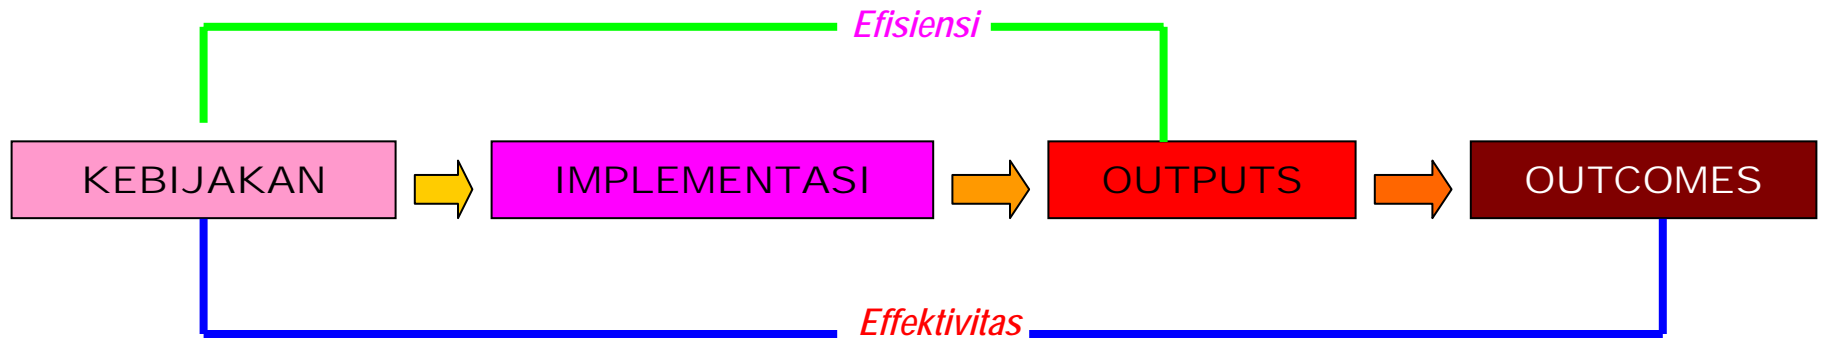 Efisiensi
KEBIJAKAN
IMPLEMENTASI
OUTPUTS
OUTCOMES
Effektivitas